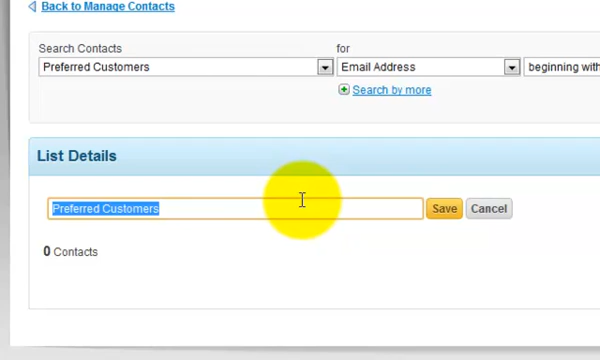 Back to Manage Contacts
Search Contacts
for
Preferred Customers
Email Address
beginning with
Search by more
List Details
Preferred Customers
Save
Cancel
0 Contacts